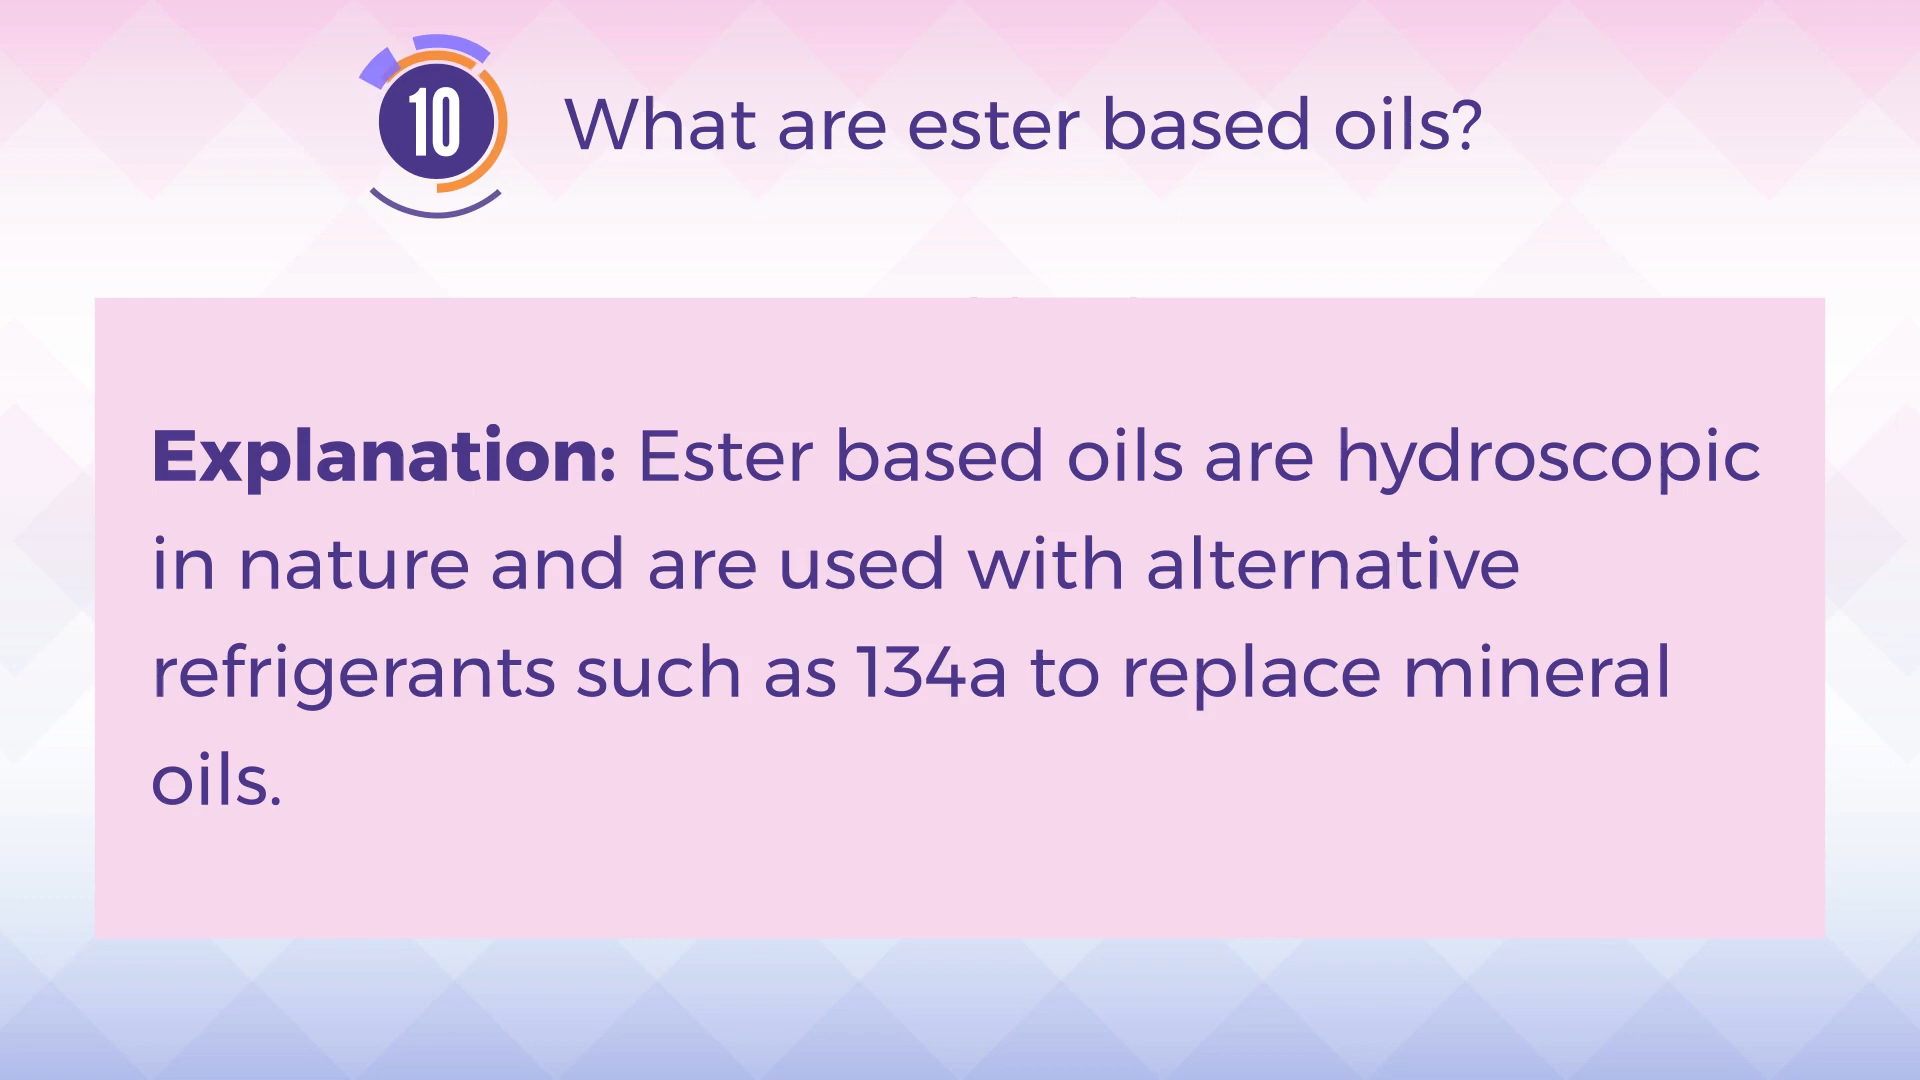 10
What are ester based oils?
Explanation: Ester based oils are hydroscopic
in nature and are used with alternative
refrigerants such as 134a to replace mineral
oils.